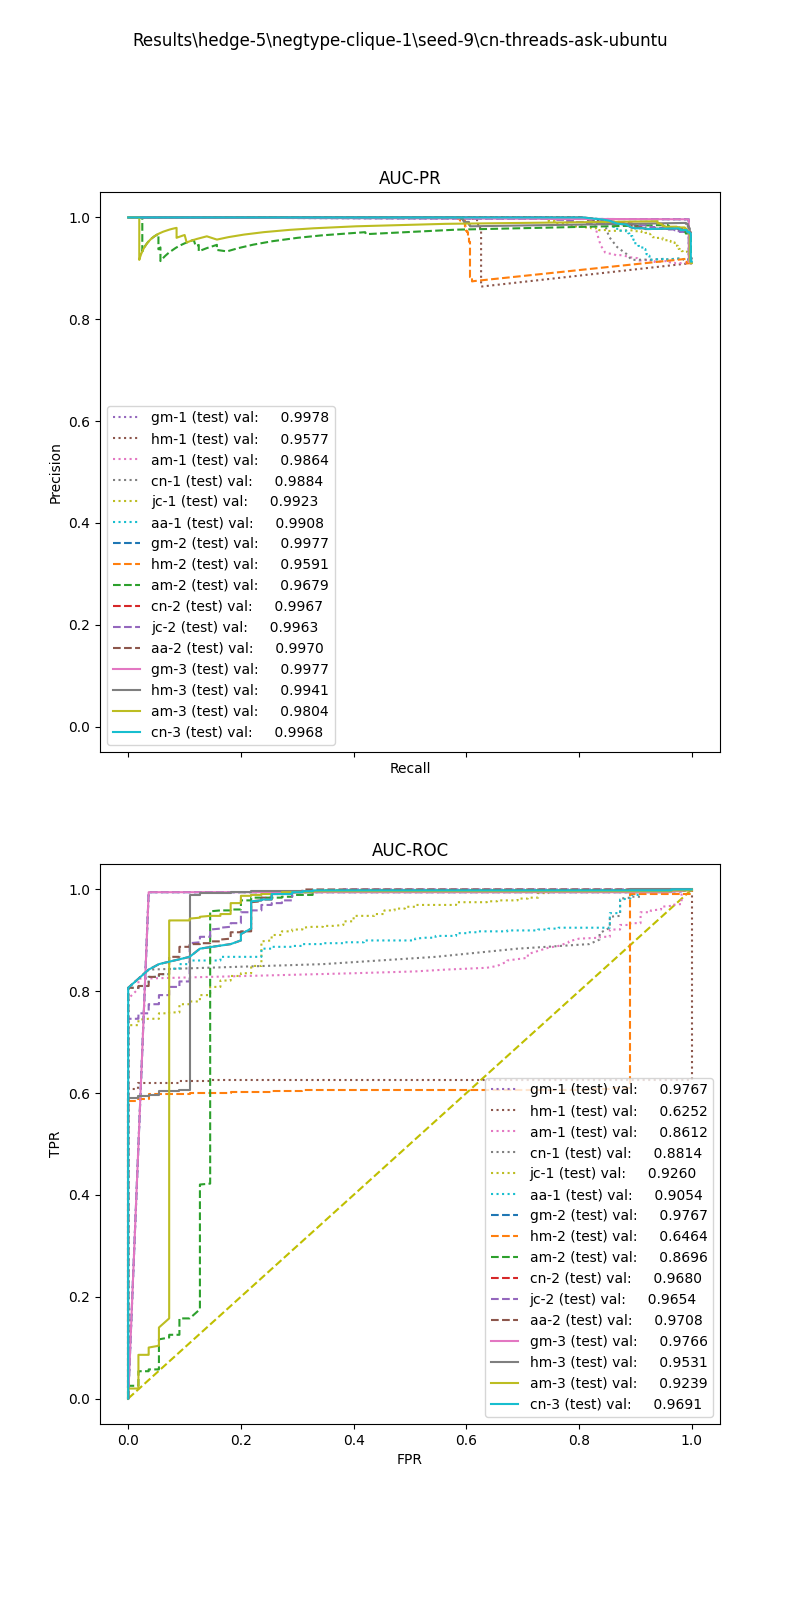 Results\hedge-5\negtype-clique-1\seed-9\cn-threads-ask-ubuntu
AUC-PR
1.0
0.8
0.6
0.4
0.2
0.0
Precision
gm-1 (test) val: 0.9978
hm-1 (test) val: 0.9577
am-1 (test) val: 0.9864
cn-1 (test) val: 0.9884
jc-1 (test) val: 0.9923
aa-1 (test) val: 0.9908
gm-2 (test) val: 0.9977
hm-2 (test) val: 0.9591
am-2 (test) val: 0.9679
cn-2 (test) val: 0.9967
jc-2 (test) val: 0.9963
aa-2 (test) val: 0.9970
gm-3 (test) val: 0.9977
hm-3 (test) val: 0.9941
am-3 (test) val: 0.9804
cn-3 (test) val: 0.9968
Recall
AUC-ROC
1.0
0.8
0.6
0.4
0.2
0.0
TPR
gm-1 (test) val: 0.9767
hm-1 (test) val: 0.6252
am-1 (test) val: 0.8612
cn-1 (test) val: 0.8814
jc-1 (test) val: 0.9260
aa-1 (test) val: 0.9054
gm-2 (test) val: 0.9767
hm-2 (test) val: 0.6464
am-2 (test) val: 0.8696
cn-2 (test) val: 0.9680
jc-2 (test) val: 0.9654
aa-2 (test) val: 0.9708
gm-3 (test) val: 0.9766
hm-3 (test) val: 0.9531
am-3 (test) val: 0.9239
cn-3 (test) val: 0.9691
0.0 0.2 0.4 0.6 0.8 1.0
FPR